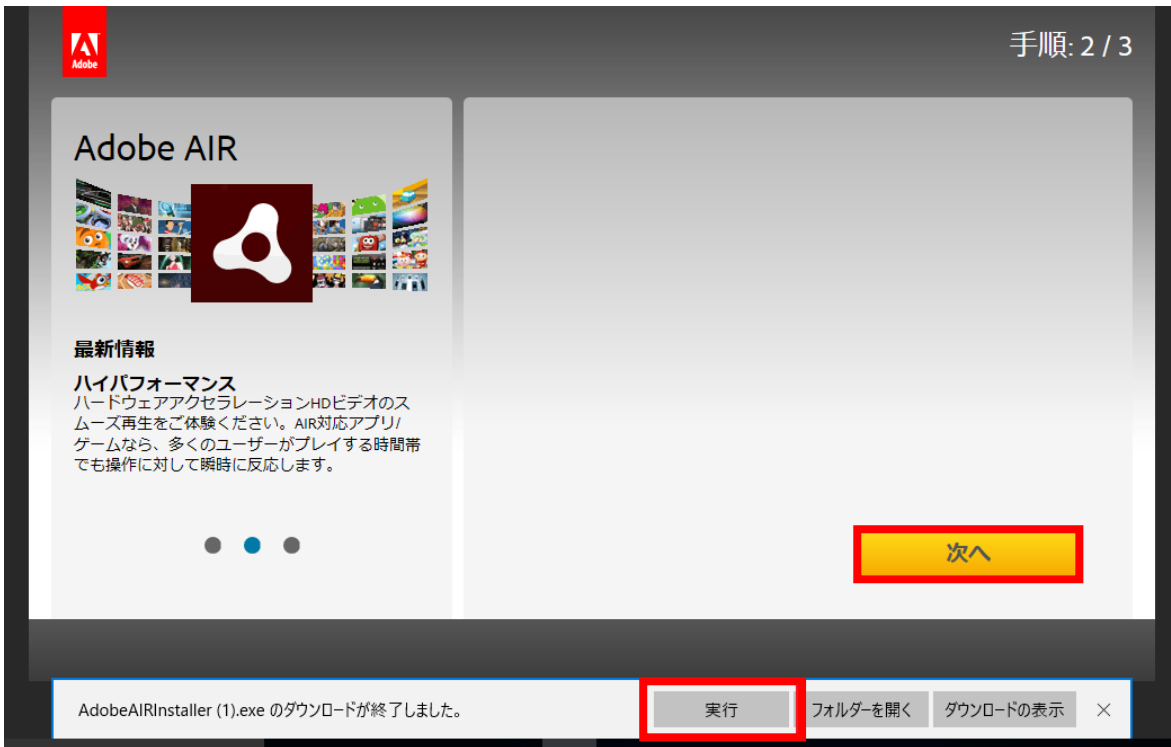 Adobe
手順: 2 / 3
Adobe AIR
最新情報
ハイパフォーマンス
ハードウェアアクセラレーションHDビデオのス
ムーズ再生をご体験ください。AIR対応アプリ/
ゲームなら、多くのユーザーがプレイする時間帯
でも操作に対して瞬時に反応します。
次へ
AdobeAIRInstaller (1).exe のダウンロードが終了しました。
実行
フォルダーを開く
ダウンロードの表示